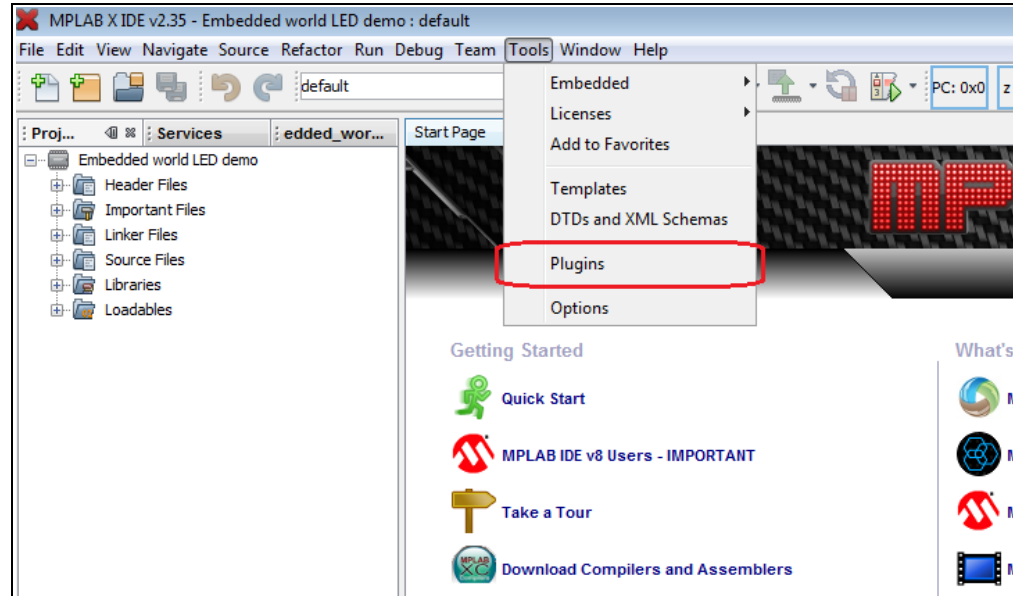 MPLAB X IDE v2.35 - Embedded world LED demo : default
File Edit View Navigate Source Refactor Run Debug Team Tools Window Help
default
PC: 0x0 z
Proj... Services edded_wor... Start Page
Embedded world LED demo
Header Files
Important Files
Linker Files
Source Files
Libraries
Loadables
Embedded
Licenses
Add to Favorites
Templates
DTDs and XML Schemas
Plugins
Options
MP
Getting Started
Quick Start
MPLAB IDE v8 Users - IMPORTANT
Take a Tour
MPLAB
XC
Download Compilers and Assemblers
What's